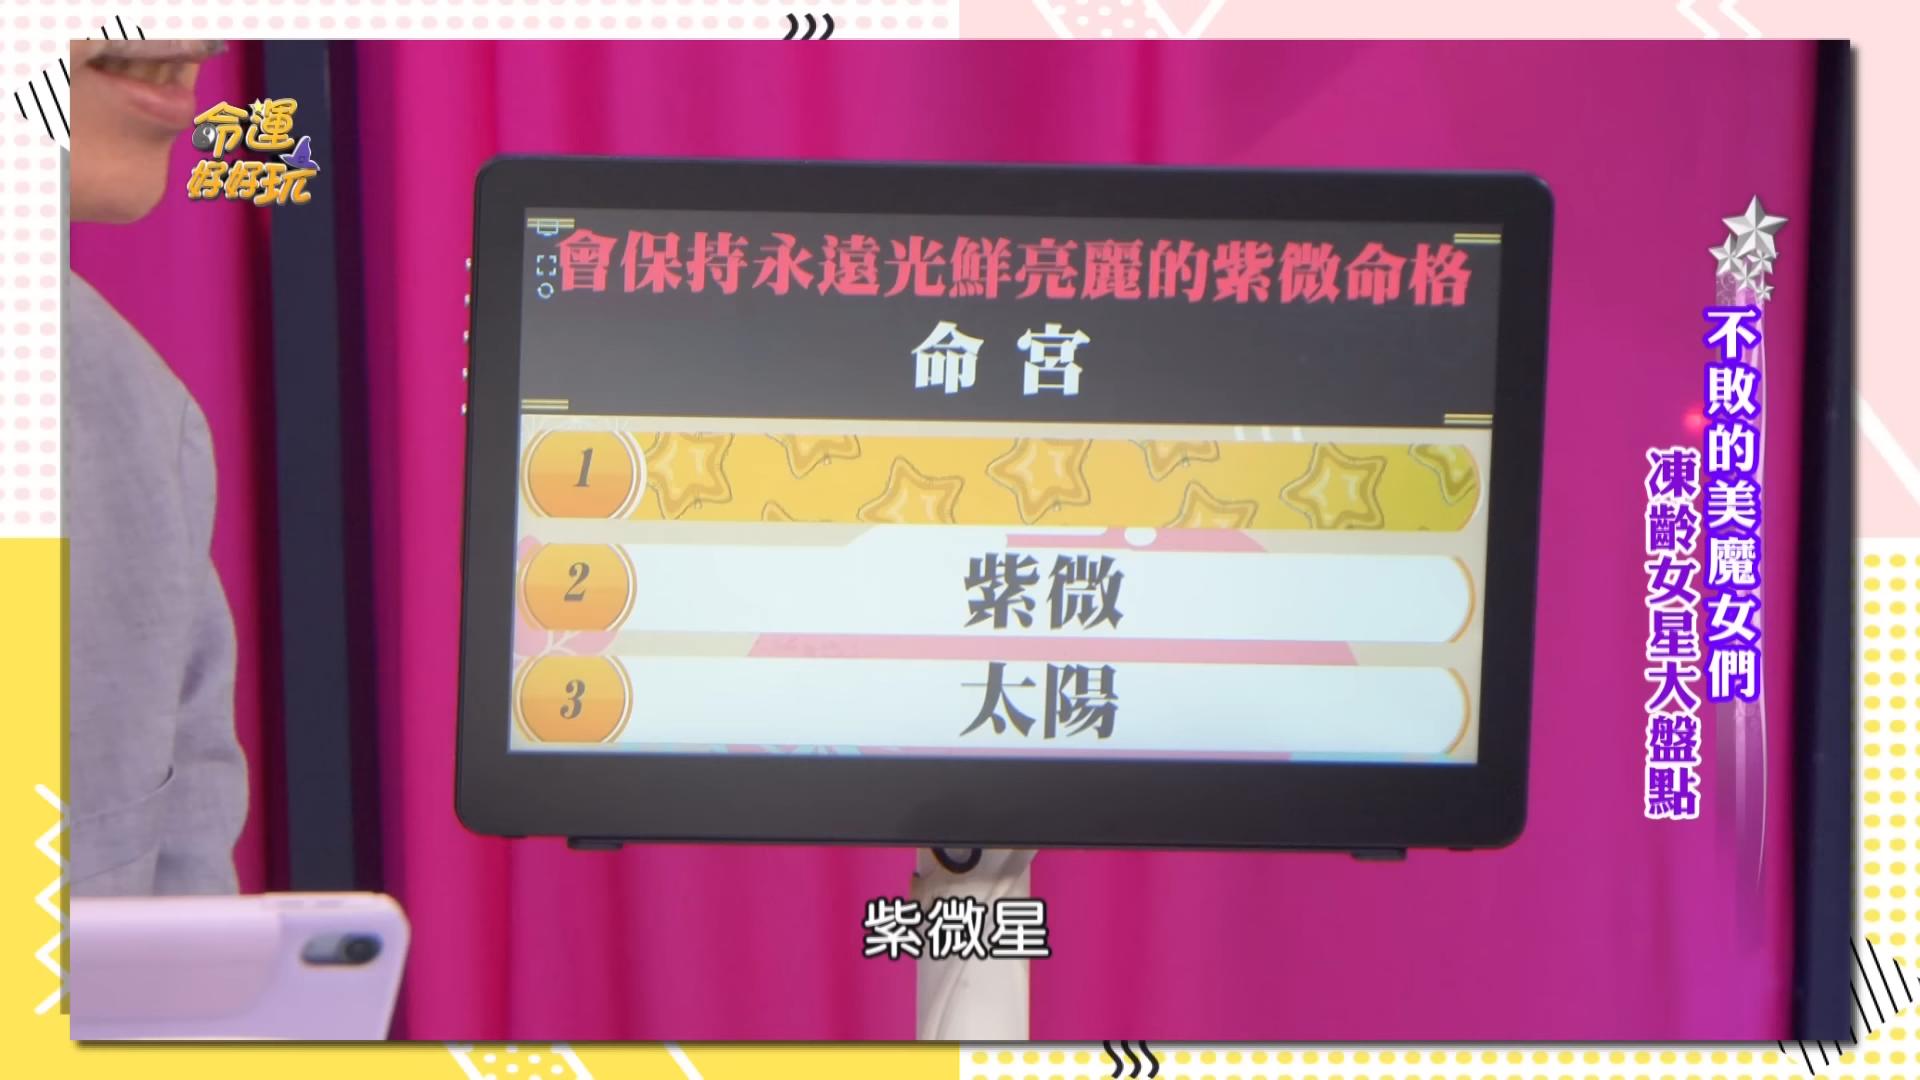 命運
好好玩
會保持永遠光鮮亮麗的紫微命格
命宮
1
2 紫微
3 太陽
不敗的美魔女們
凍齡女星大盤點
紫微星